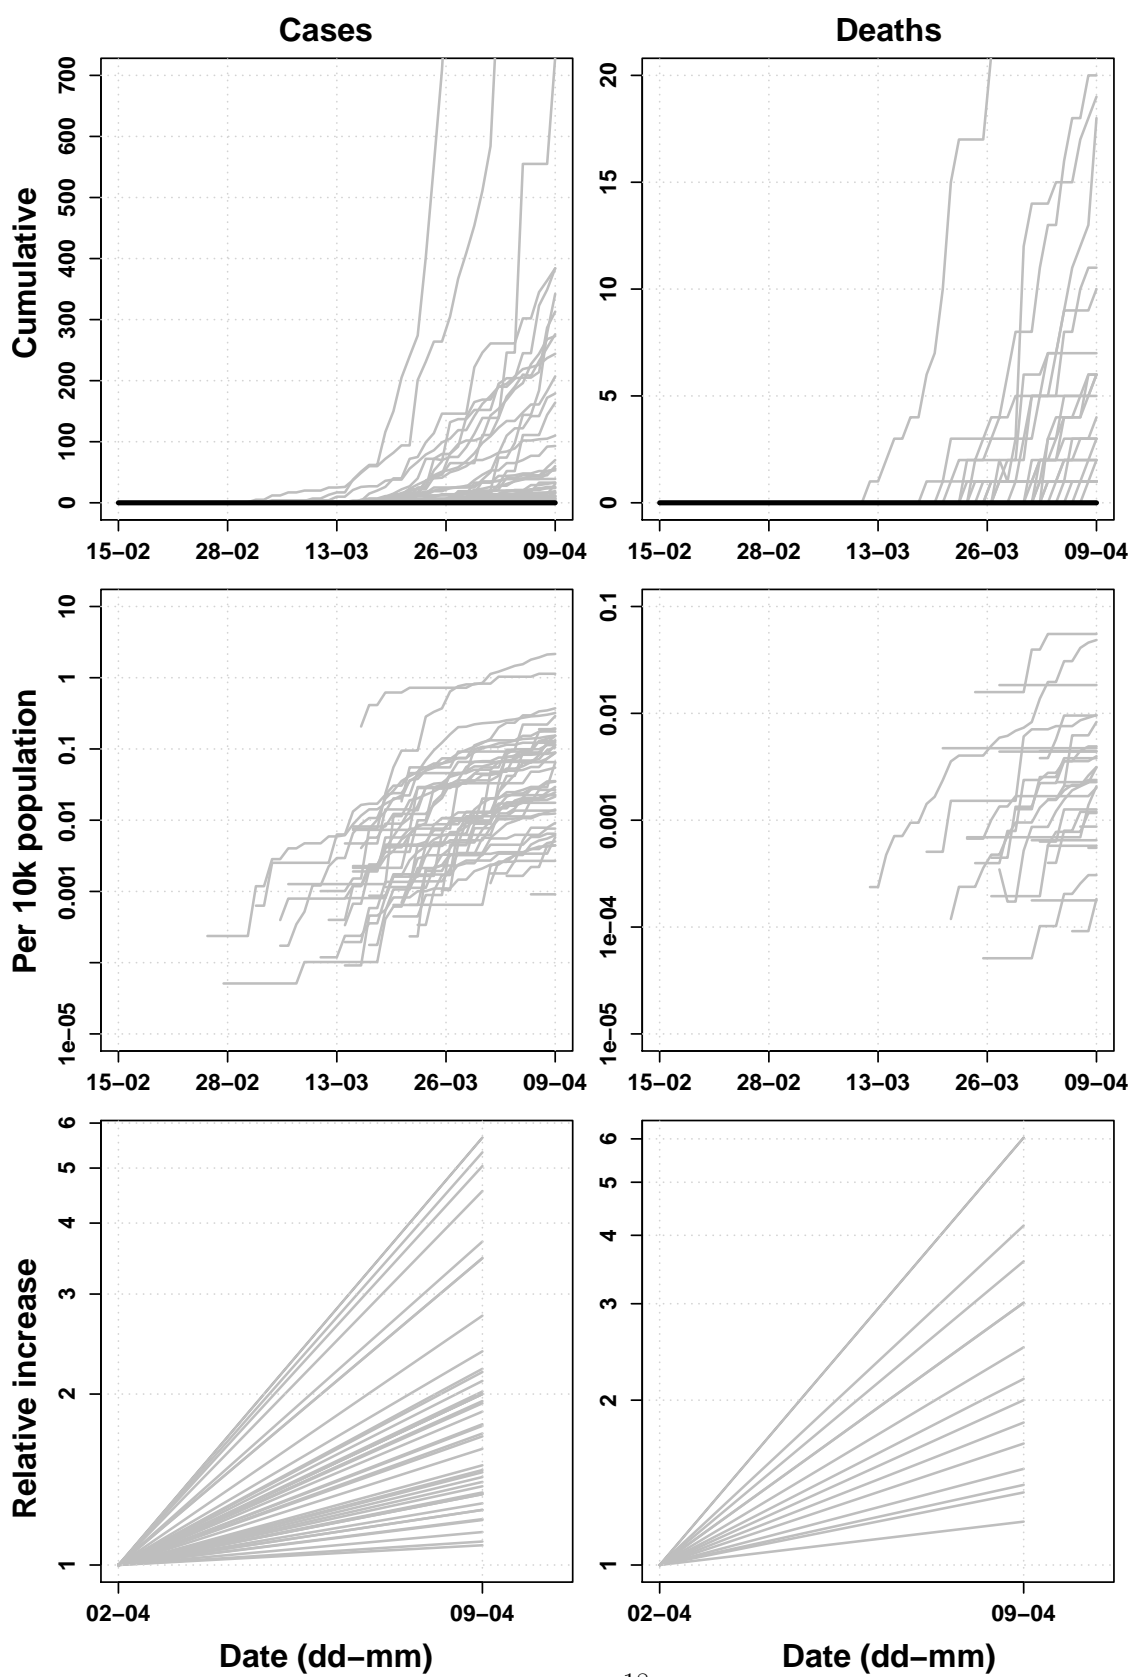 Cases
Deaths
Cumulative
0 100 200 300 400 500 600 700
0 5 10 15 20
15−02 28−02 13−03 26−03 09−04
15−02 28−02 13−03 26−03 09−04
Per 10k population
1e−05 0.001 0.01 0.1 1 10
1e−05 1e−04 0.001 0.01 0.1
15−02 28−02 13−03 26−03 09−04
15−02 28−02 13−03 26−03 09−04
Relative increase
1 2 3 4 5 6
1 2 3 4 5 6
02−04 09−04
02−04 09−04
Date (dd−mm)
Date (dd−mm)